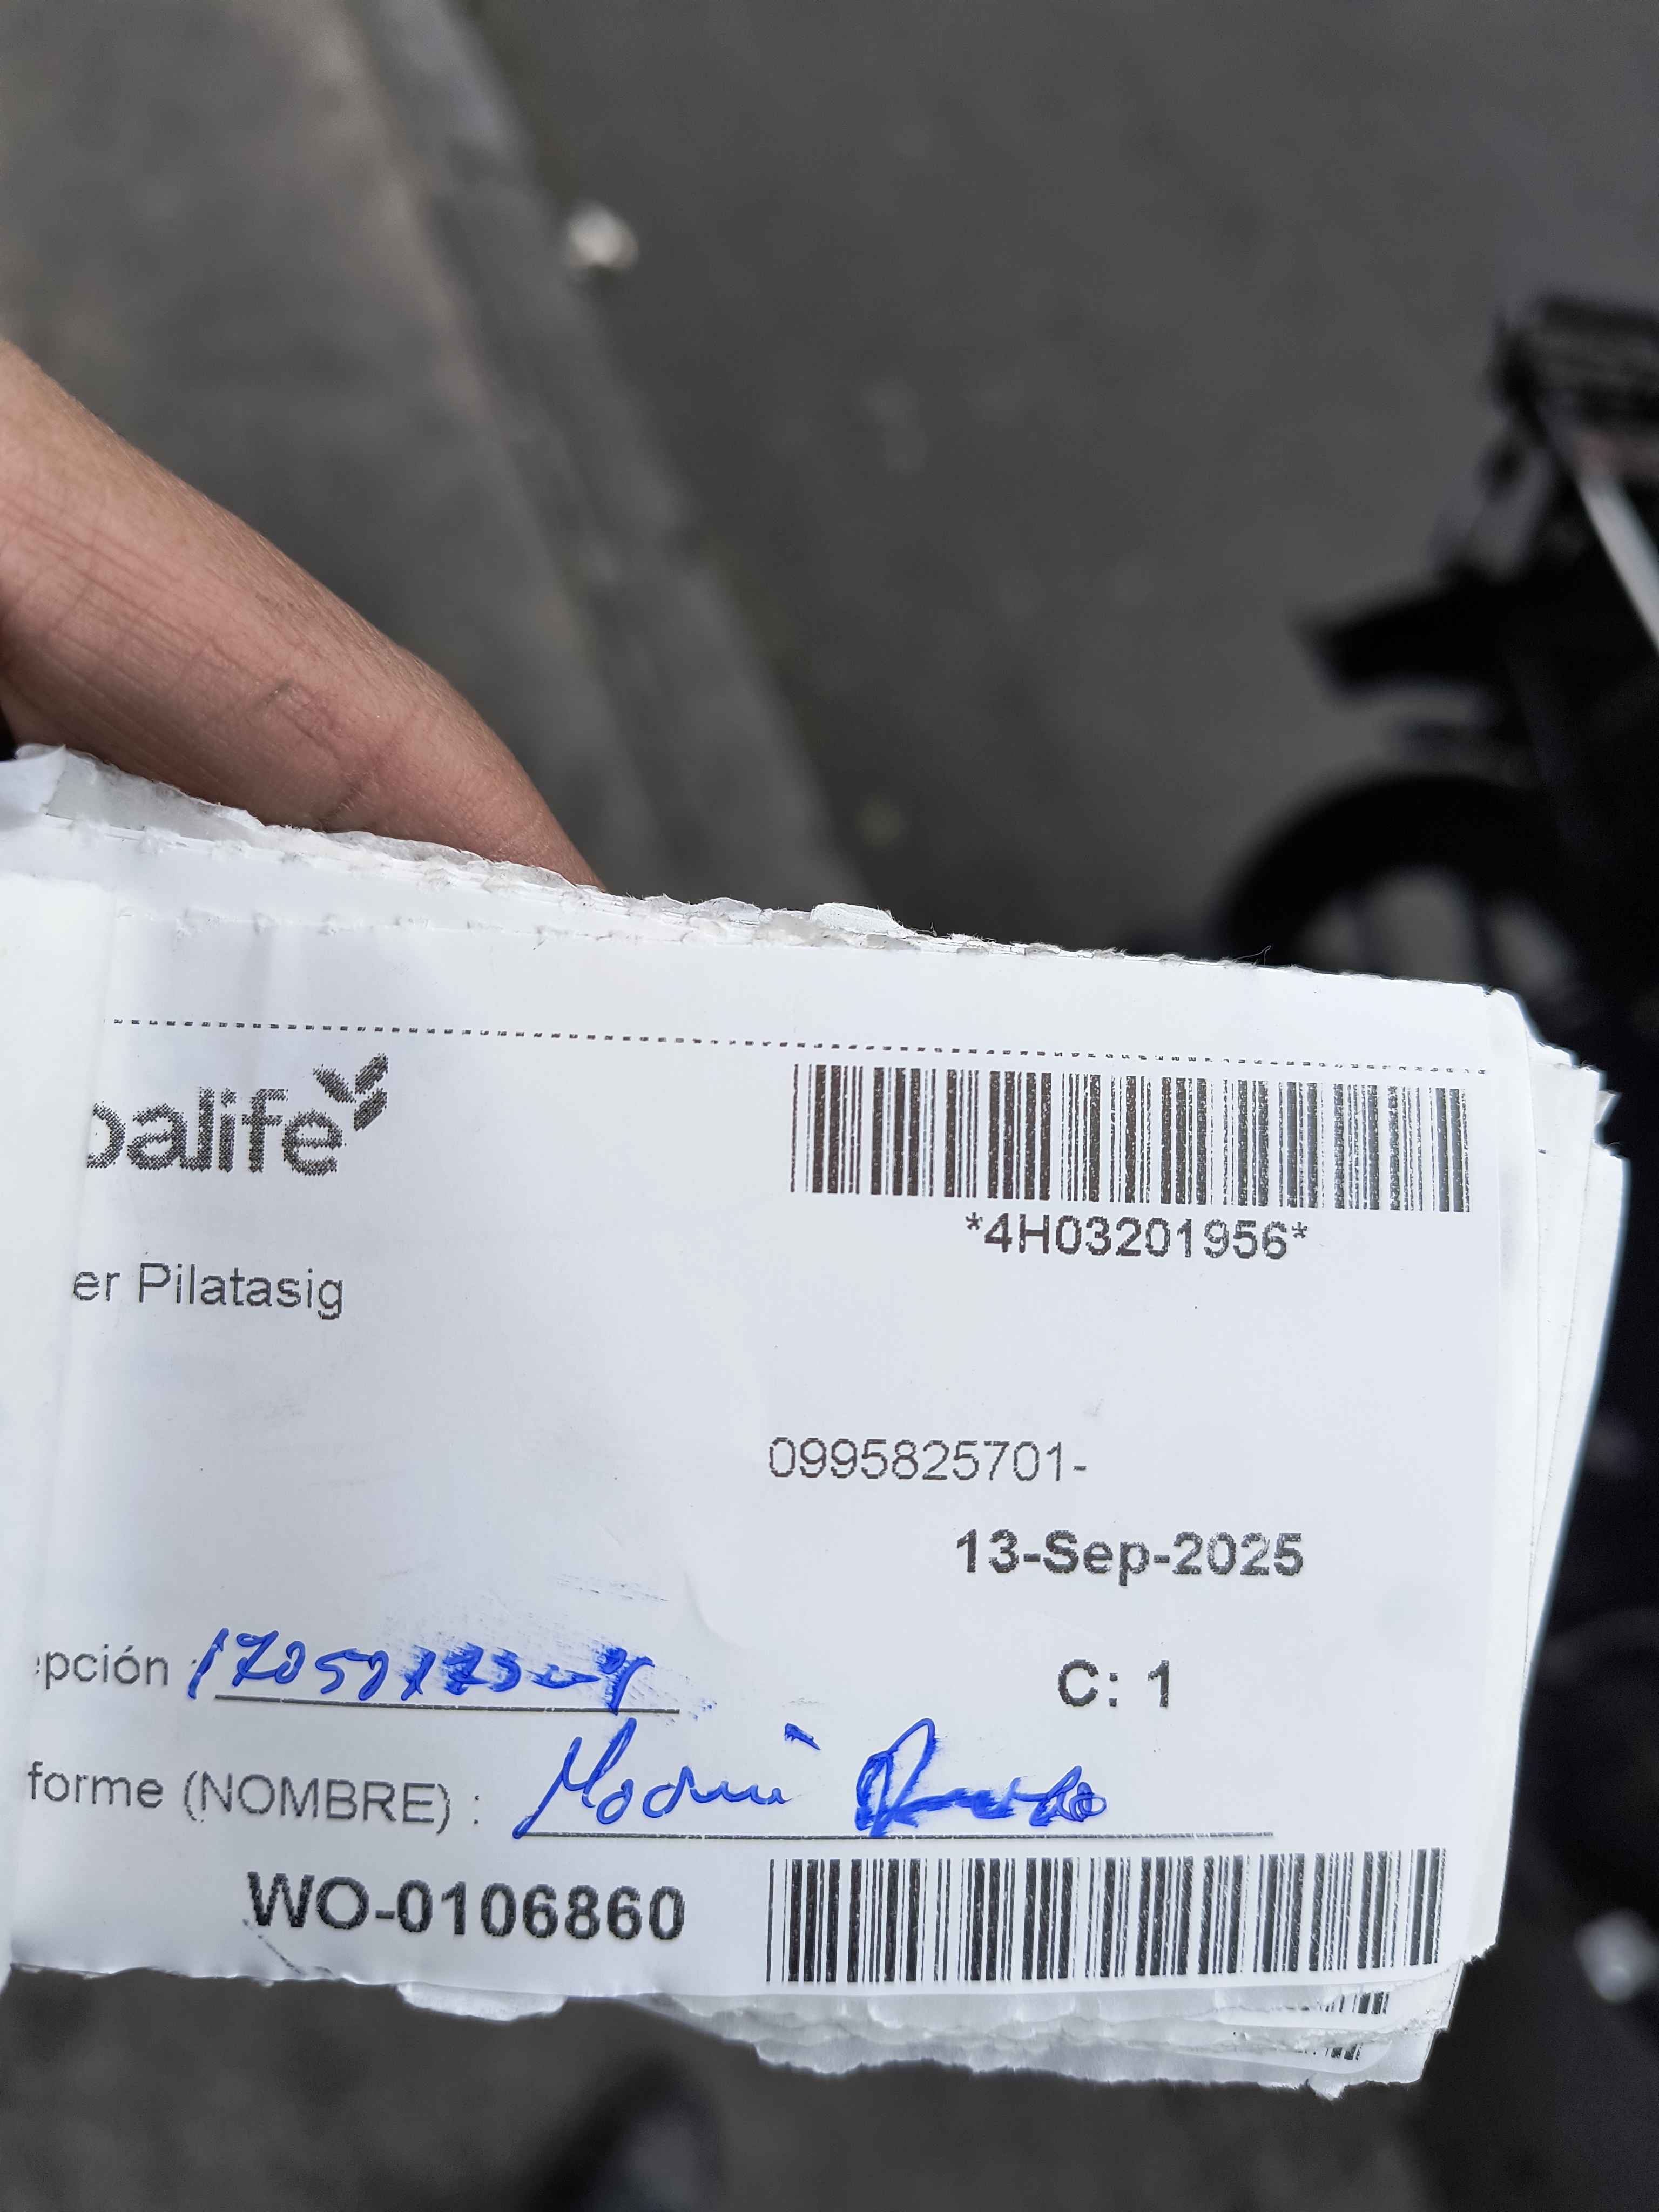 balife
*4H03201956*
er Pilatasig
0995825701-
13-Sep-2025
epción
C: 1
forme (NOMBRE) :
WO-0106860